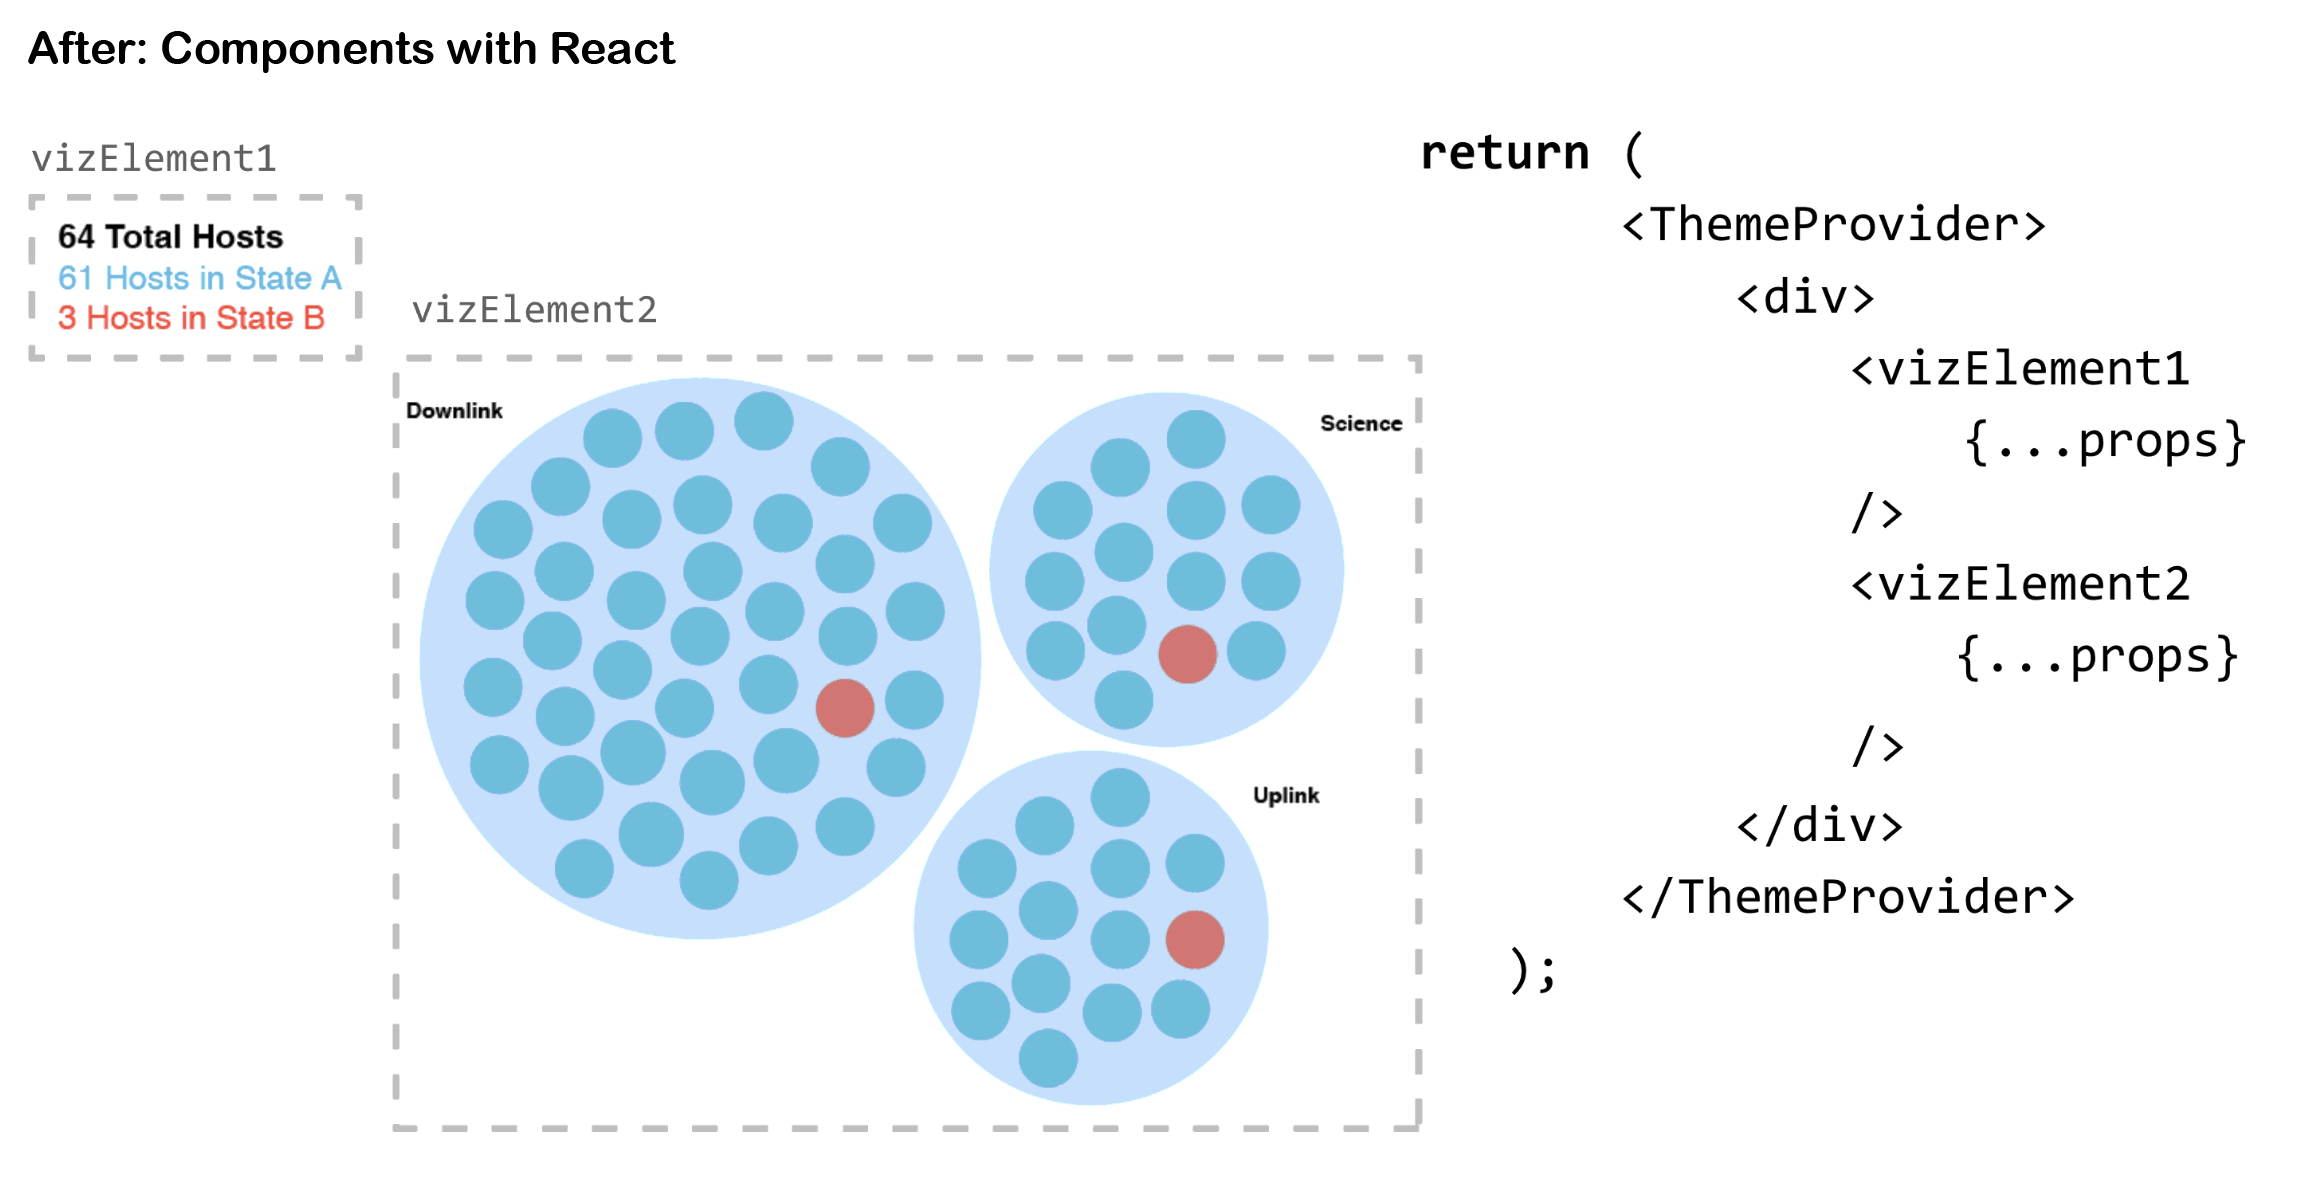 After: Components with React
vizElement1
64 Total Hosts
61 Hosts in State A
3 Hosts in State B
vizElement2
Downlink
Science
Uplink
return (
<ThemeProvider>
<div>
<vizElement1
{...props}
/>
<vizElement2
{...props}
/>
</div>
</ThemeProvider>
);